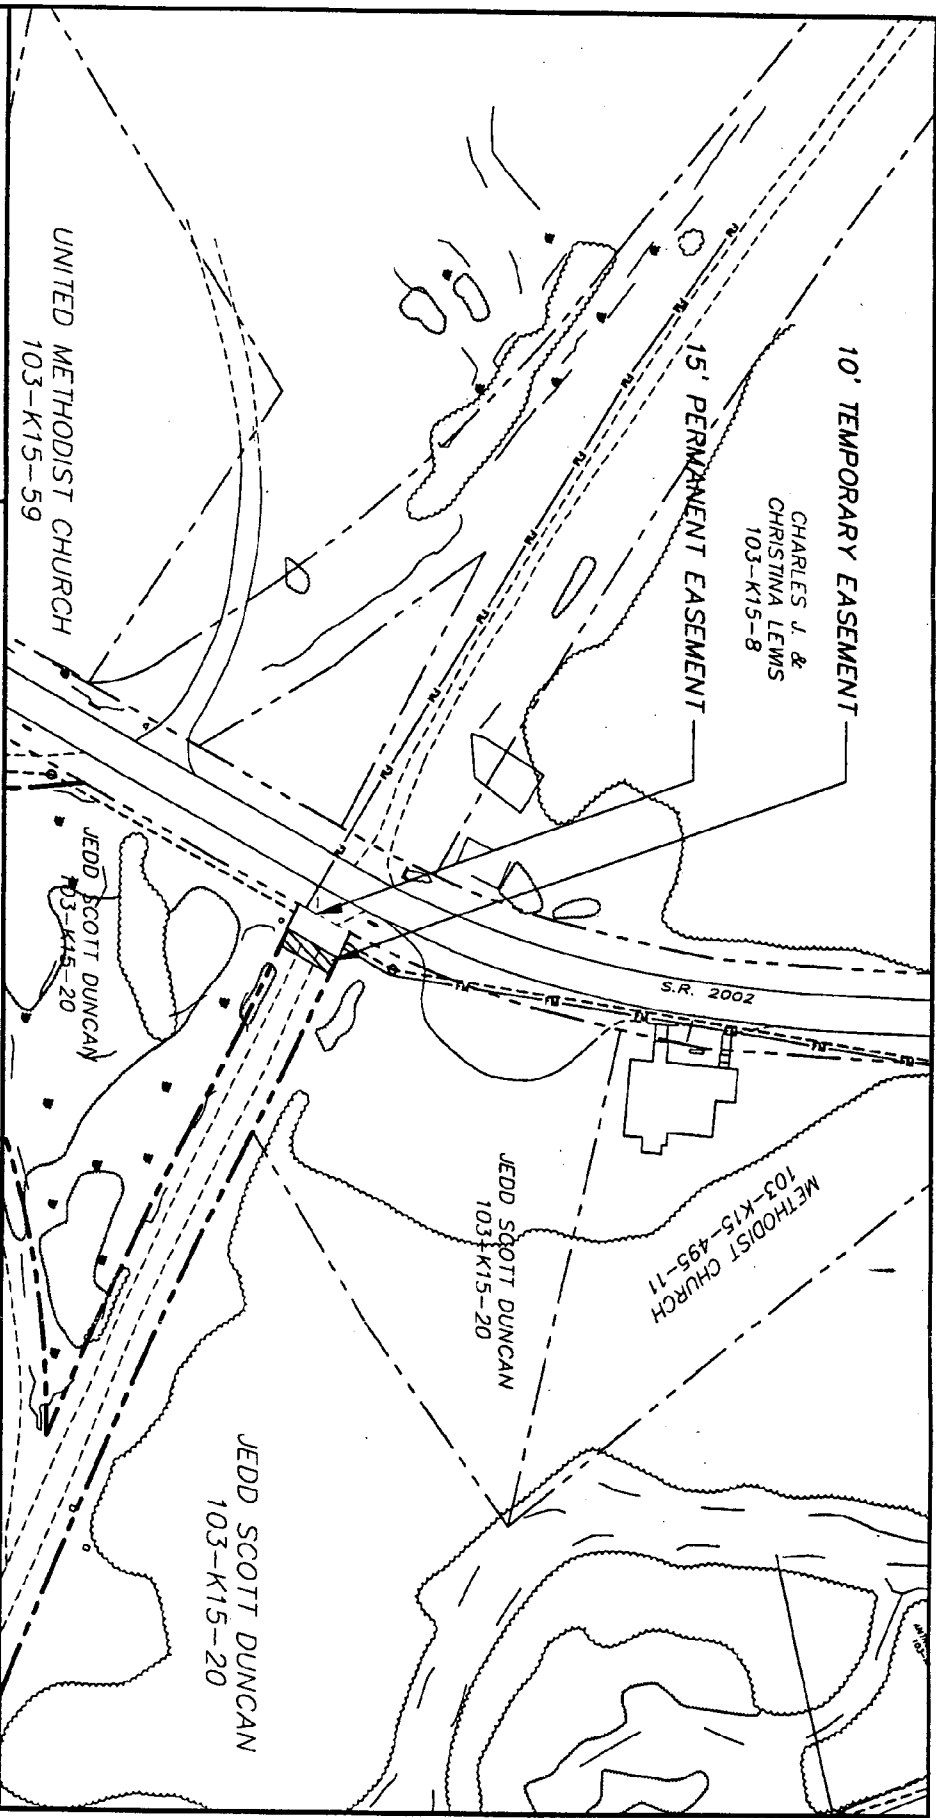 10' TEMPORARY EASEMENT
CHARLES J. &
CHRISTINA LEWIS
103-K15-8
15' PERMANENT EASEMENT
UNITED METHODIST CHURCH
103-K15-59
S.R. 2002
METHODIST CHURCH
103-K15-495-11
JEDD SCOTT DUNCAN
103-K15-20
JEDD SCOTT DUNCAN
103-K15-20
JEDD SCOTT DUNCAN
103-K15-20